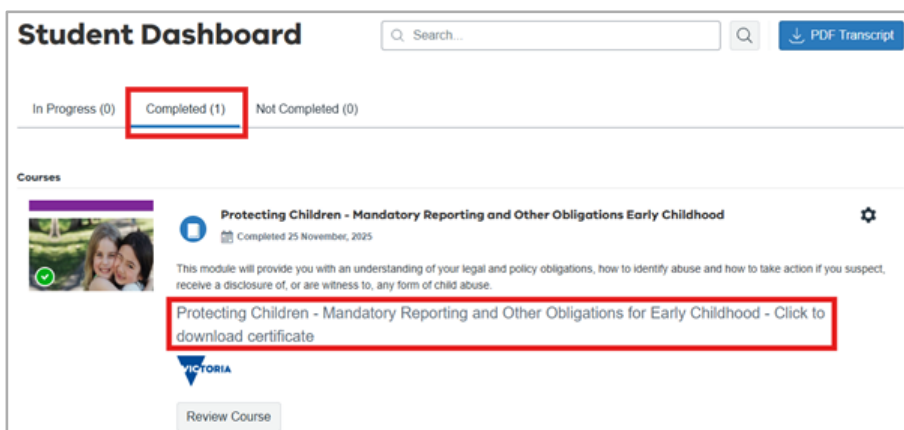 Student Dashboard
Search...
PDF Transcript
In Progress (0)
Completed (1)
Not Completed (0)
Courses
Protecting Children - Mandatory Reporting and Other Obligations Early Childhood
Completed 25 November, 2025
This module will provide you with an understanding of your legal and policy obligations, how to identify abuse and how to take action if you suspect,
receive a disclosure of, or are witness to, any form of child abuse.
Protecting Children - Mandatory Reporting and Other Obligations for Early Childhood - Click to
download certificate
VICTORIA
Review Course